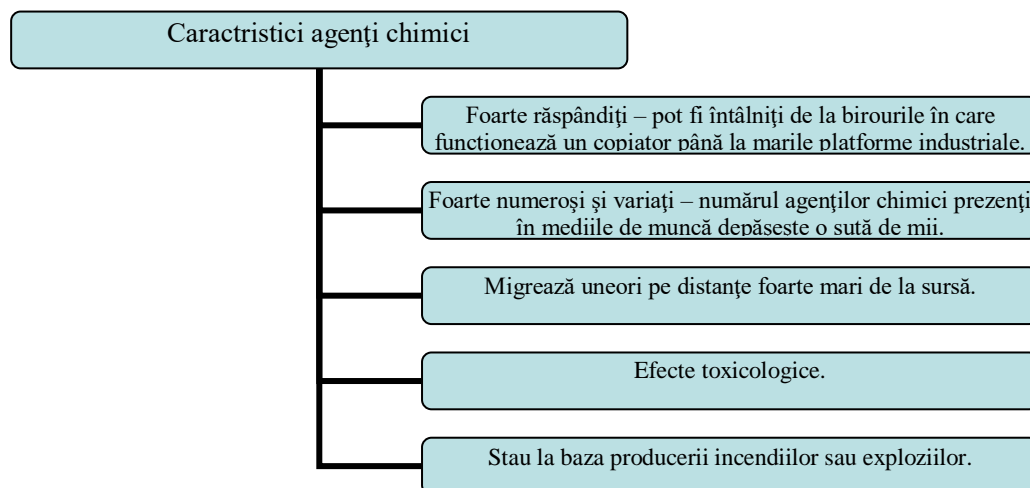 Caractristici agenţi chimici
Foarte răspândiţi – pot fi întâlniţi de la birourile în care
funcţionează un copiator până la marile platforme industriale.
Foarte numeroşi şi variaţi – numărul agenţilor chimici prezenţi
în mediile de muncă depăşeşte o sută de mii.
Migrează uneori pe distanţe foarte mari de la sursă.
Efecte toxicologice.
Stau la baza producerii incendiilor sau exploziilor.